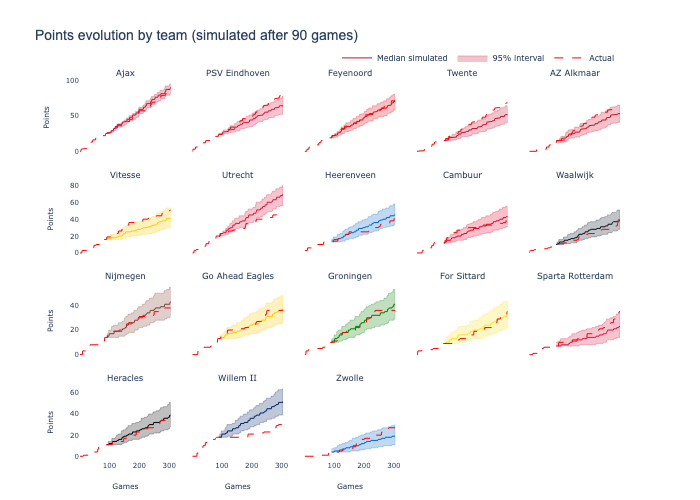 Points evolution by team (simulated after 90 games)
Median simulated 95% interval Actual
Ajax PSV Eindhoven Feyenoord Twente AZ Alkmaar
100
50
0
Points
Vitesse Utrecht Heerenveen Cambuur Waalwijk
80
60
40
20
0
Points
Nijmegen Go Ahead Eagles Groningen For Sittard Sparta Rotterdam
40
20
0
Points
Heracles Willem II Zwolle
60
40
20
0
Points
100 200 300 100 200 300 100 200 300
Games Games Games